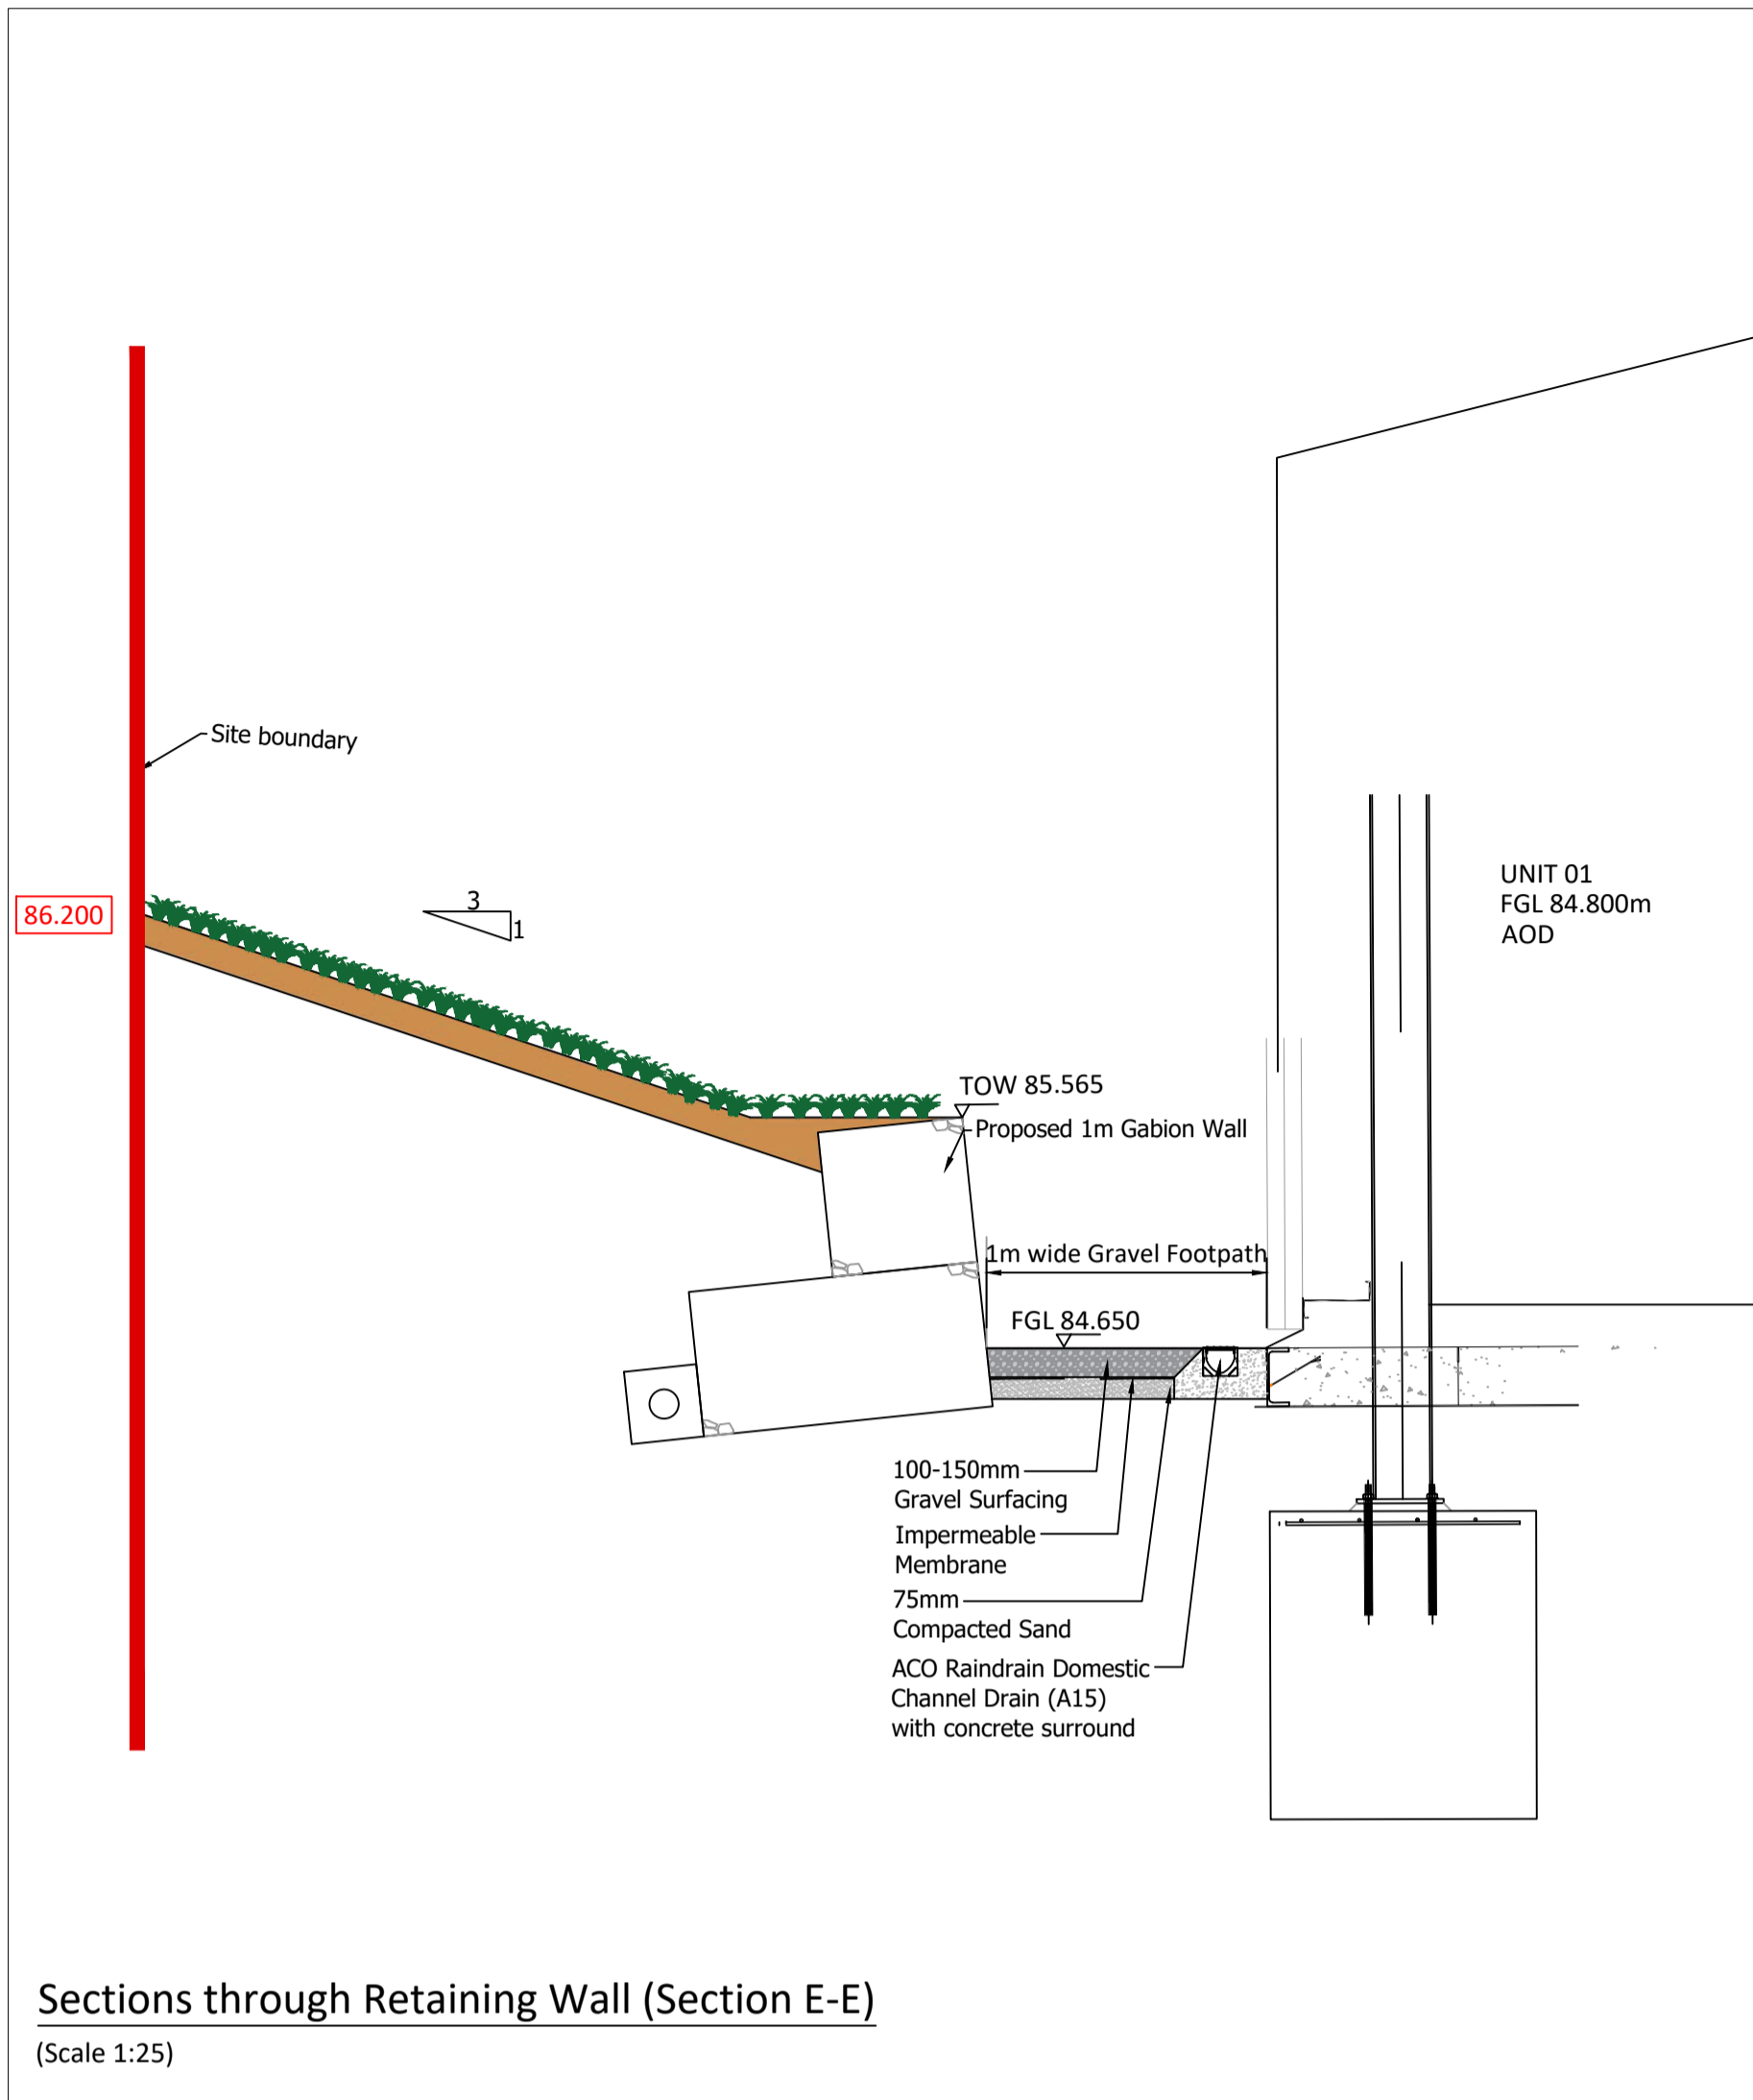 Site boundary
86.200
3
1
UNIT 01
FGL 84.800m
AOD
TOW 85.565
Proposed 1m Gabion Wall
1m wide Gravel Footpath
FGL 84.650
100-150mm
Gravel Surfacing
Impermeable
Membrane
75mm
Compacted Sand
ACO Raindrain Domestic
Channel Drain (A15)
with concrete surround
Sections through Retaining Wall (Section E-E)
(Scale 1:25)